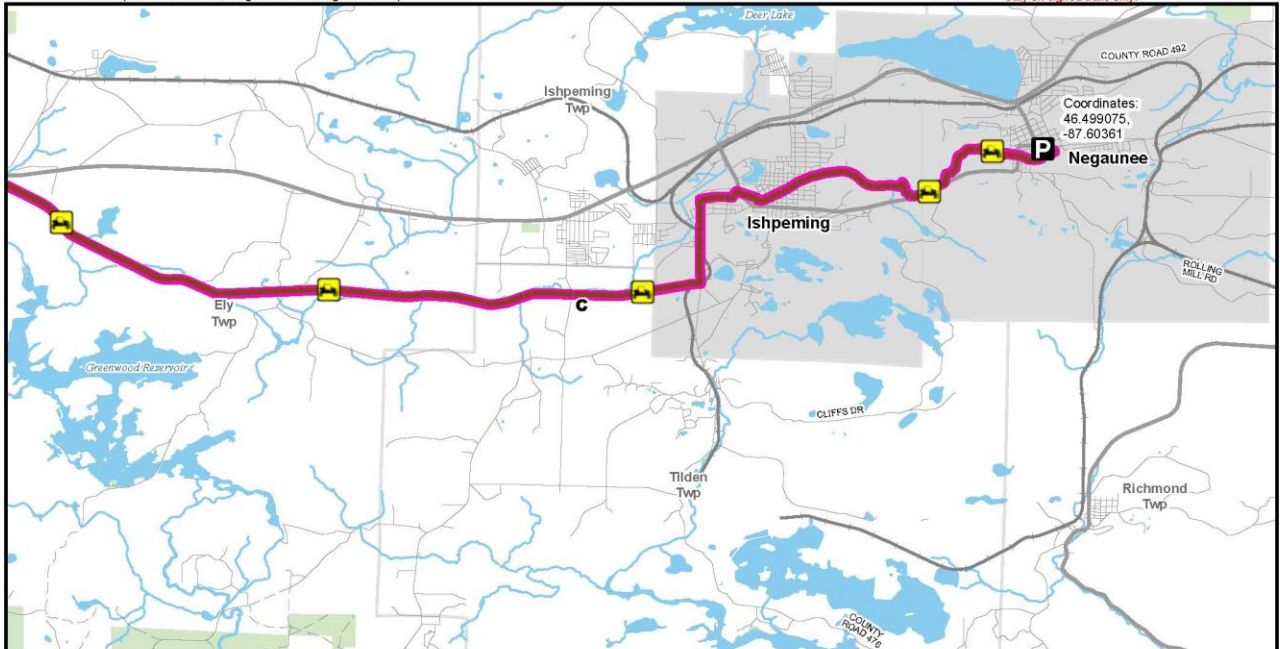 Deer Lake
COUNTY ROAD 492
Ishpeming
Twp
Coordinates:
46.499075,
-87.60361
P
Negaunee
Ishpeming
ROLLING
MILL RD
Ely
Twp
C
Greenwood Reservoir
CLIFFS DR
Tilden
Twp
Richmond
Twp
COUNTY
ROAD 476